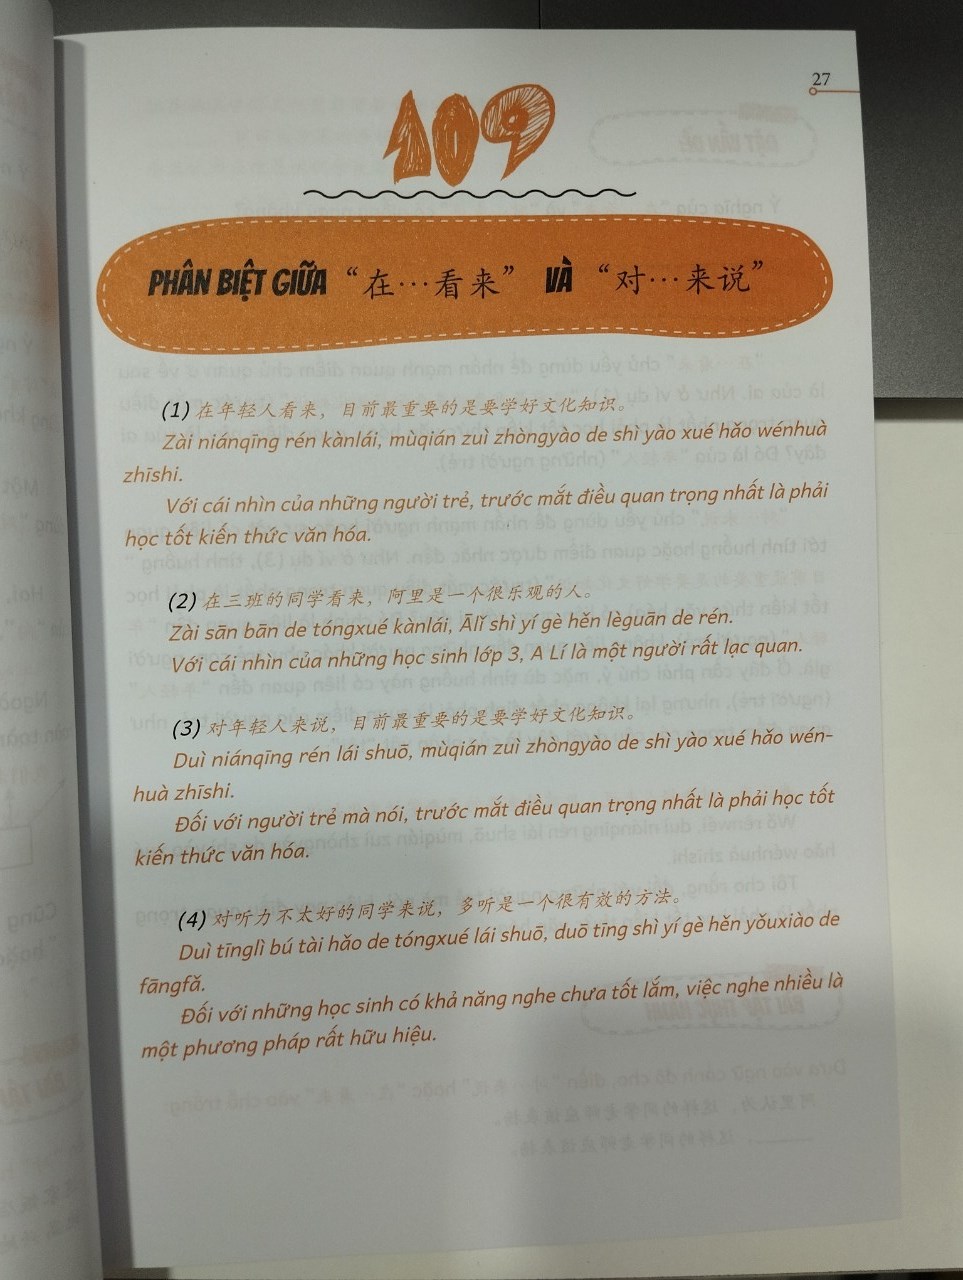 27
109
PHÂN BIỆT GIỮA “在···看来” VÀ “对···来说”
(1) 在年轻人看来，目前最重要的是要学好文化知识。
Zài niánqīng rén kànlái, mùqián zuì zhòngyào de shì yào xué hǎo wénhuà
zhīshi.
Với cái nhìn của những người trẻ, trước mắt điều quan trọng nhất là phải
học tốt kiến thức văn hóa.
(2) 在三班的同学看来，阿里是一个很乐观的人。
Zài sān bān de tóngxué kànlái, Ālǐ shì yí gè hěn lèguān de rén.
Với cái nhìn của những học sinh lớp 3, A Lí là một người rất lạc quan.
(3) 对年轻人来说，目前最重要的是要学好文化知识。
Duì niánqīng rén lái shuō, mùqián zuì zhòngyào de shì yào xué hǎo wén-
huà zhīshi.
Đối với người trẻ mà nói, trước mắt điều quan trọng nhất là phải học tốt
kiến thức văn hóa.
(4) 对听力不太好的同学来说，多听是一个很有效的方法。
Duì tīnglì bú tài hǎo de tóngxué lái shuō, duō tīng shì yí gè hěn yǒuxiào de
fāngfǎ.
Đối với những học sinh có khả năng nghe chưa tốt lắm, việc nghe nhiều là
một phương pháp rất hữu hiệu.